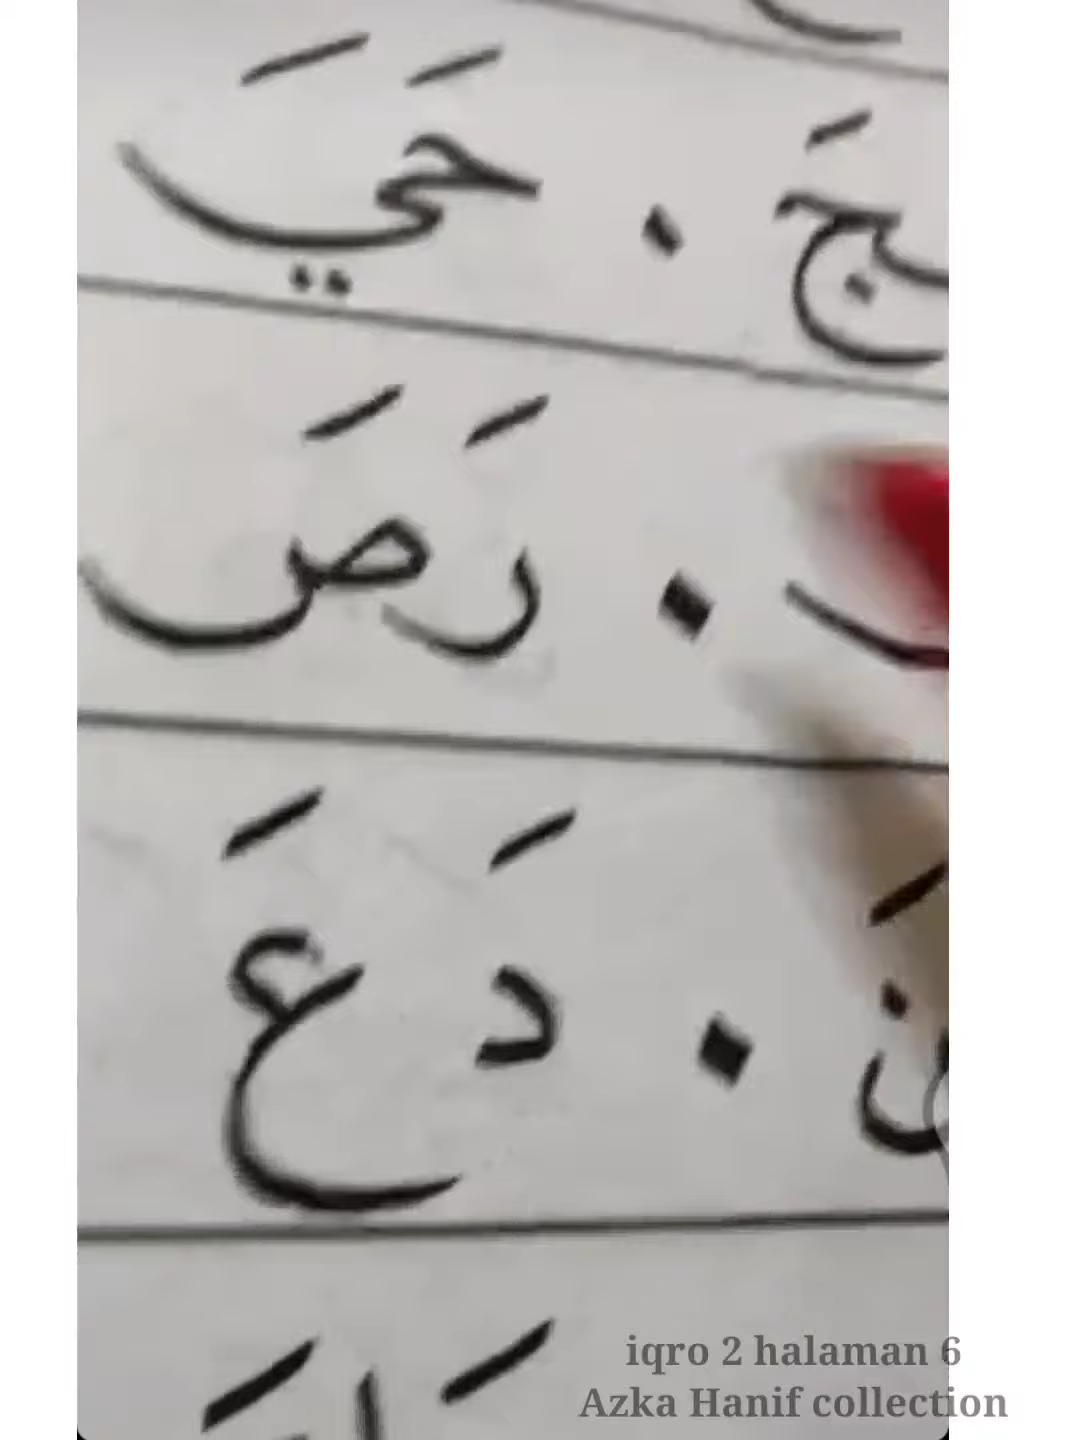 جَ . حَيَ
. رَصَ
نَ . دَعَ
iqro 2 halaman 6
Azka Hanif collection